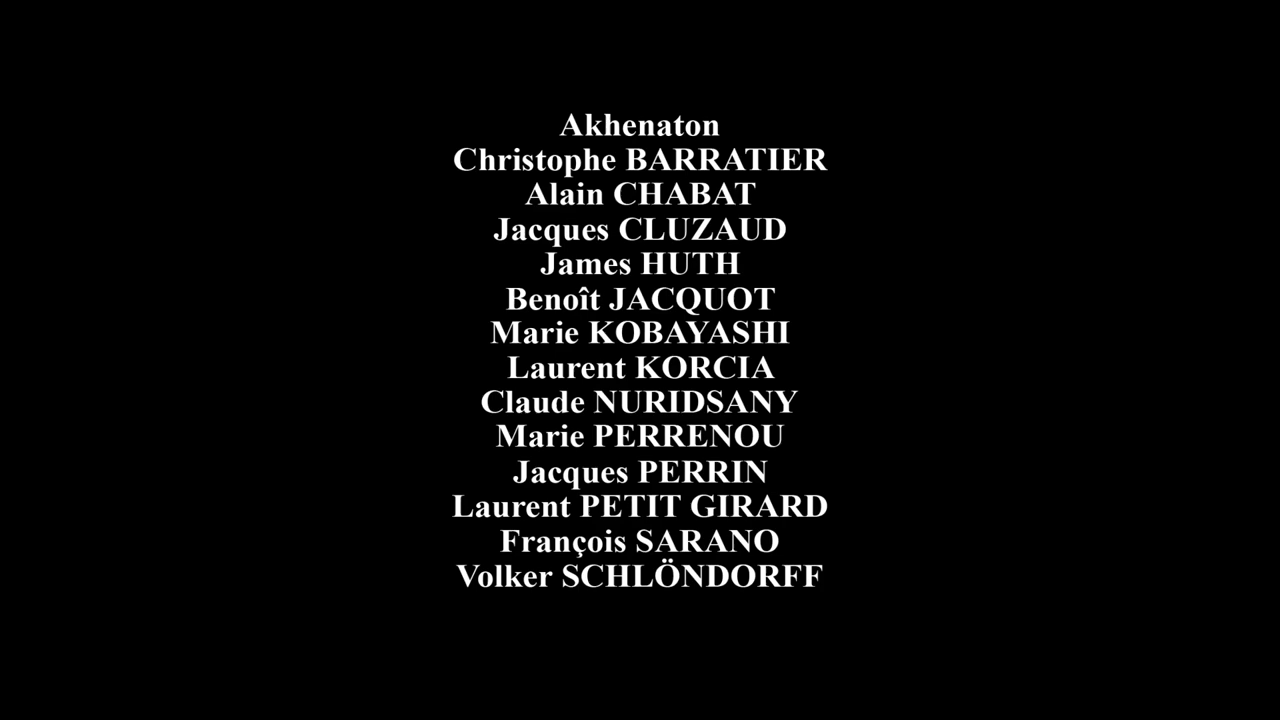 Akhenaton
Christophe BARRATIER
Alain CHABAT
Jacques CLUZAUD
James HUTH
Benoît JACQUOT
Marie KOBAYASHI
Laurent KORCIA
Claude NURIDSANY
Marie PERRENOU
Jacques PERRIN
Laurent PETIT GIRARD
François SARANO
Volker SCHLÖNDORFF